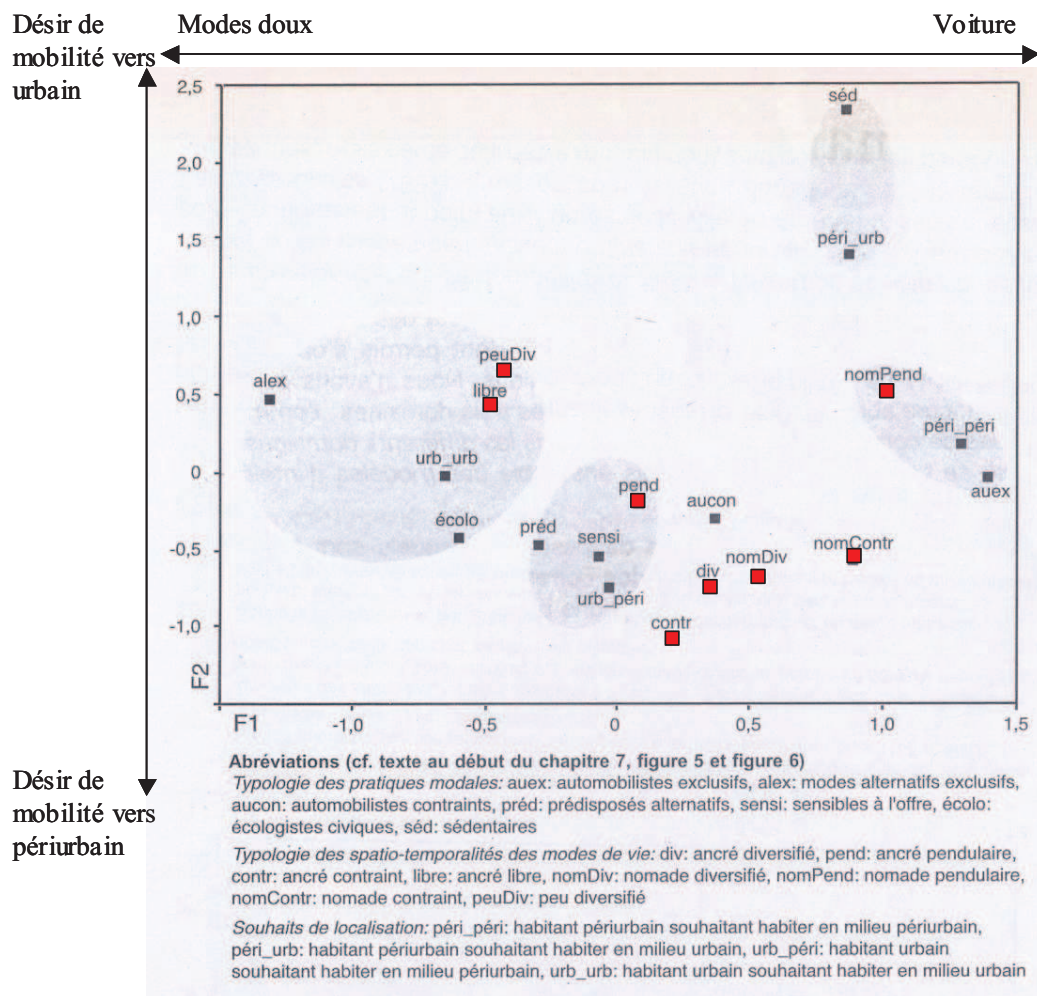 Désir de mobilité vers urbain
Modes doux
Voiture
2,5
2,0
1,5
1,0
0,5
0
-0,5
-1,0
F2
séd
péri_urb
peuDiv
nomPend
alex
libre
péri_péri
urb_urb
auex
pend
aucon
écolo
préd
sensi
nomContr
nomDiv
div
urb_péri
contr
F1
-1,0
-0,5
0
0,5
1,0
1,5
Désir de mobilité vers périurbain
Abréviations (cf. texte au début du chapitre 7, figure 5 et figure 6)
Typologie des pratiques modales: auex: automobilistes exclusifs, alex: modes alternatifs exclusifs,
aucon: automobilistes contraints, préd: prédisposés alternatifs, sensi: sensibles à l'offre, écolo:
écologistes civiques, séd: sédentaires
Typologie des spatio-temporalités des modes de vie: div: ancré diversifié, pend: ancré pendulaire,
contr: ancré contraint, libre: ancré libre, nomDiv: nomade diversifié, nomPend: nomade pendulaire,
nomContr: nomade contraint, peuDiv: peu diversifié
Souhaits de localisation: péri_péri: habitant périurbain souhaitant habiter en milieu périurbain,
péri_urb: habitant périurbain souhaitant habiter en milieu urbain, urb_péri: habitant urbain
souhaitant habiter en milieu périurbain, urb_urb: habitant urbain souhaitant habiter en milieu urbain